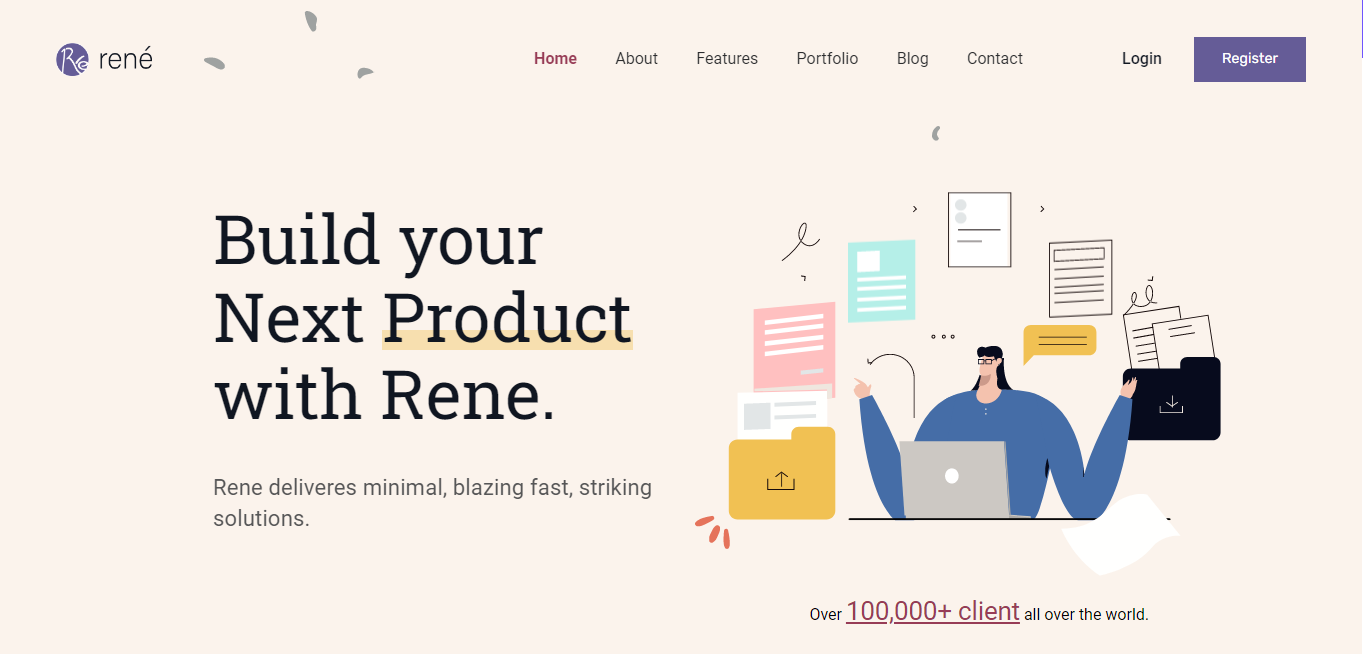 Re rené
Home About Features Portfolio Blog Contact Login Register
Build your
Next Product
with Rene.
Rene deliveres minimal, blazing fast, striking
solutions.
Over 100,000+ client all over the world.